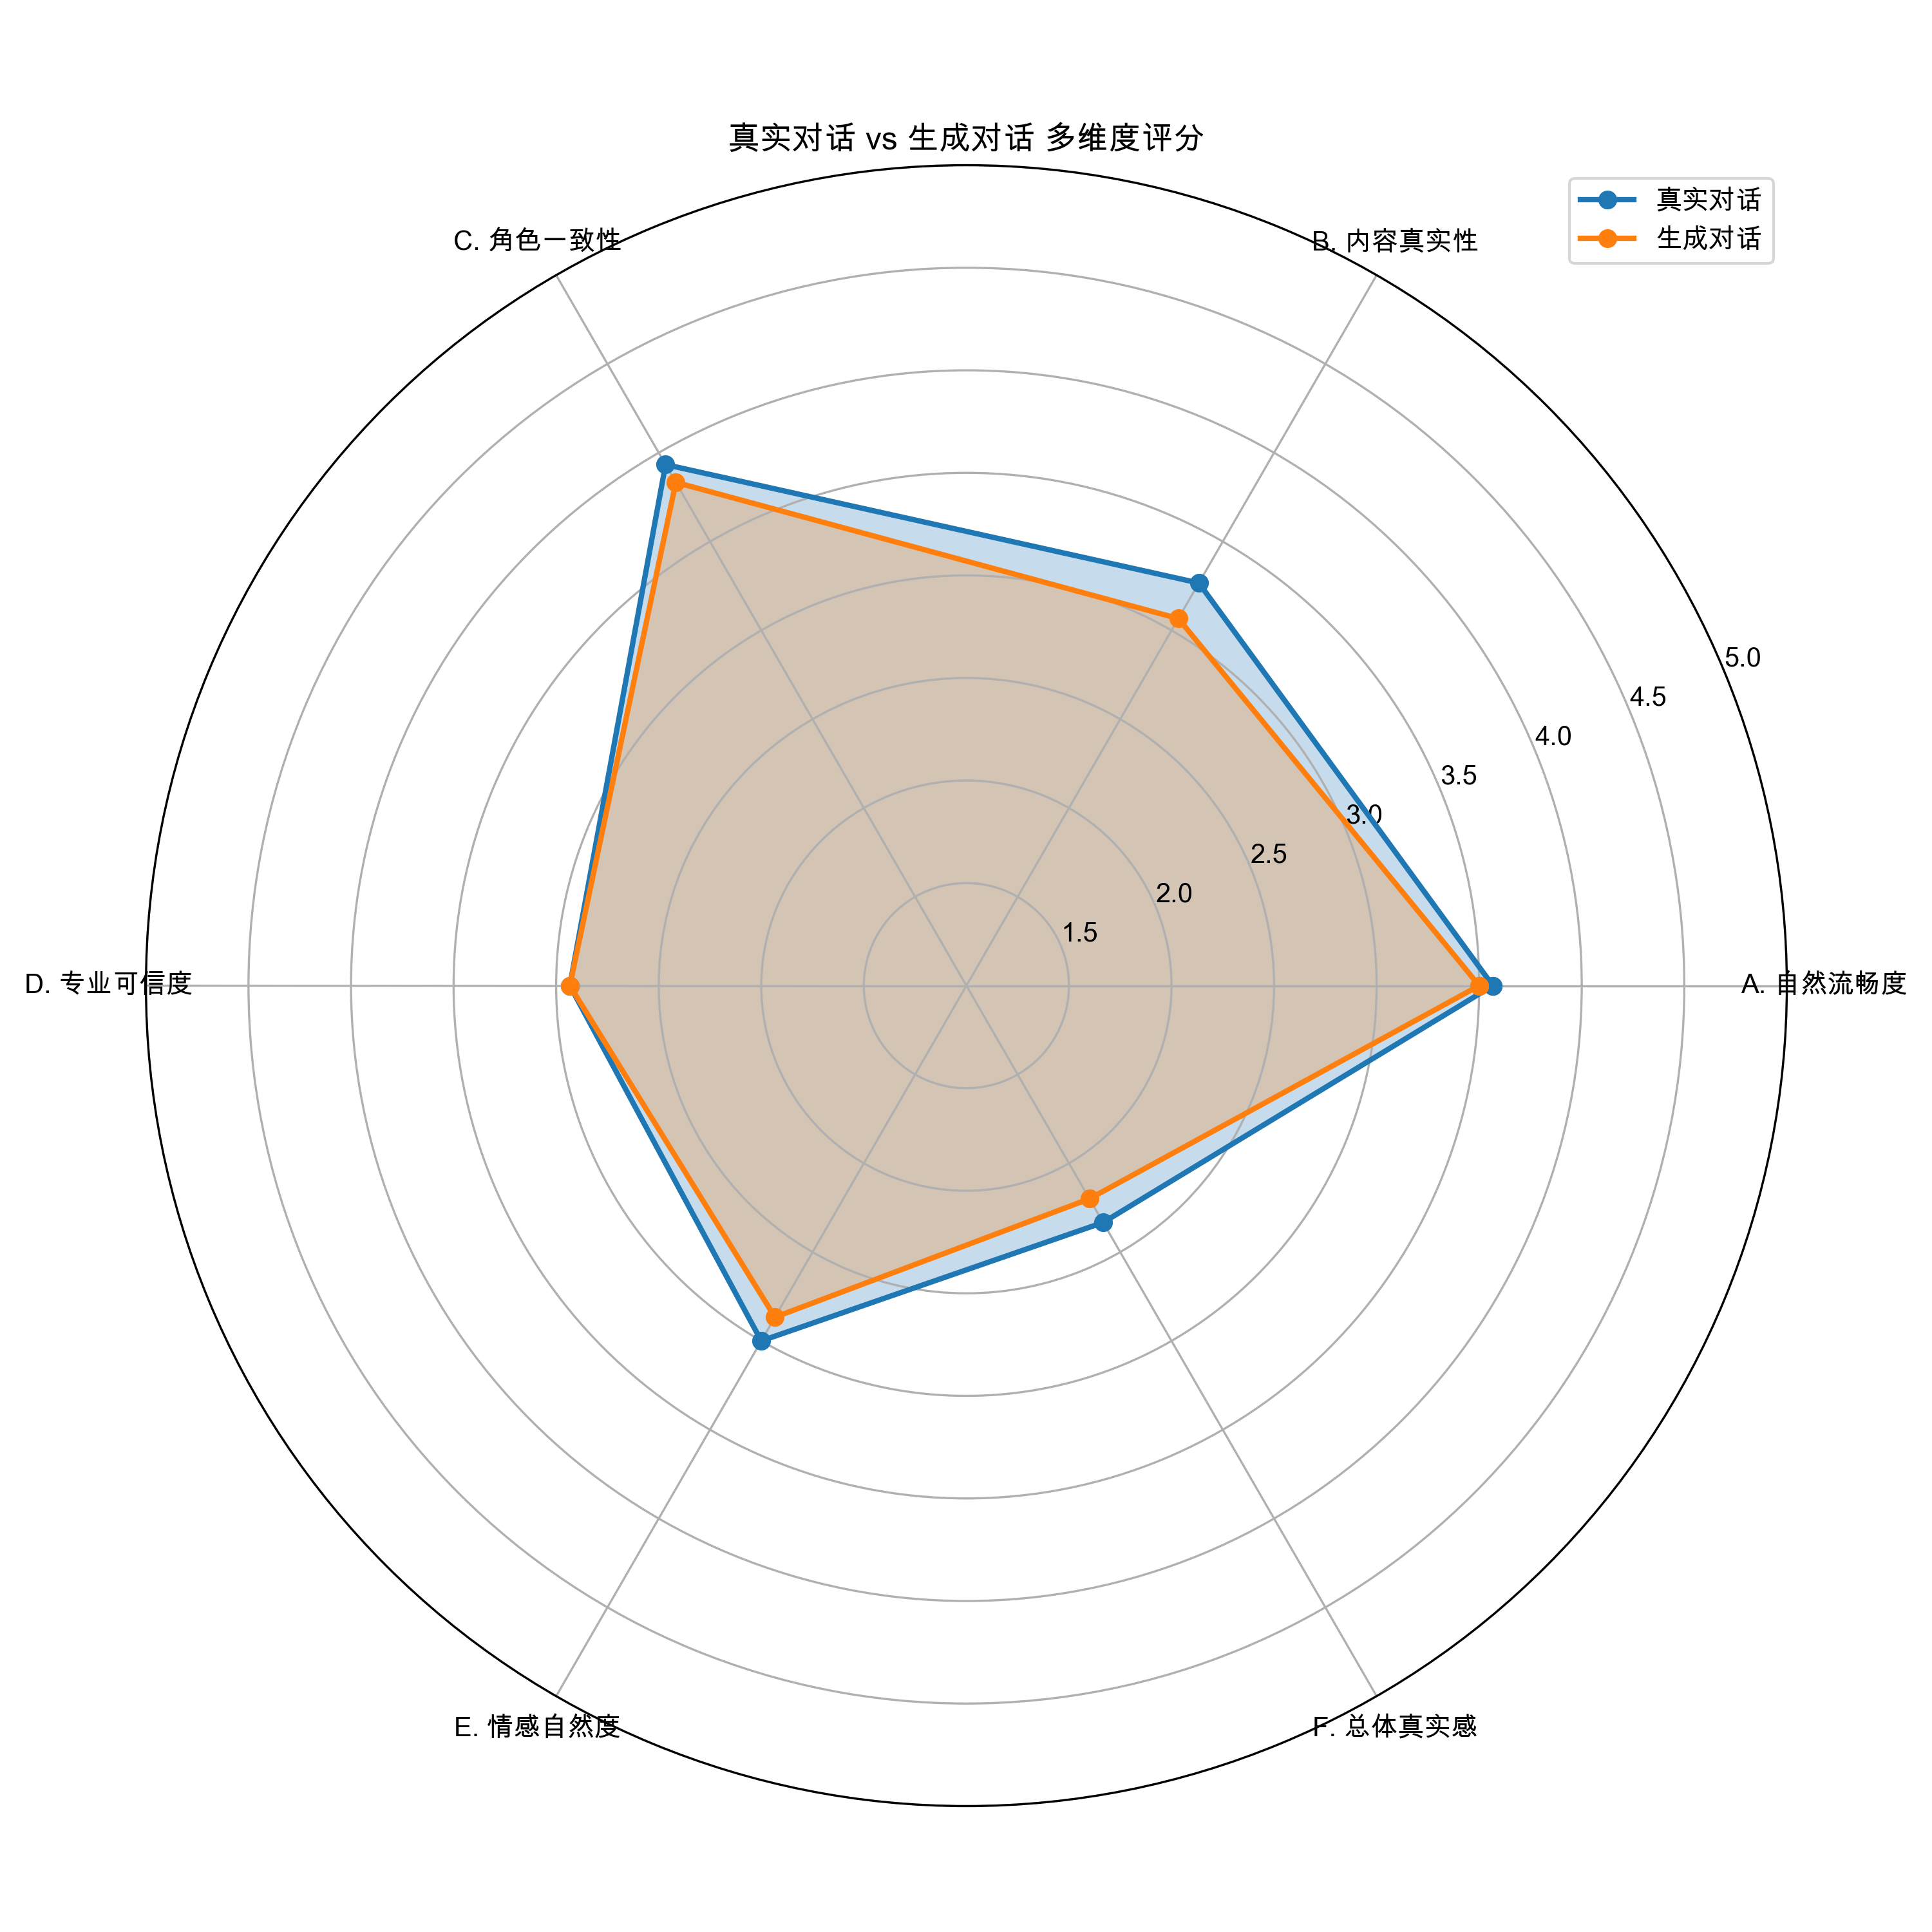 真实对话 vs 生成对话 多维度评分
真实对话
生成对话
C. 角色一致性
B. 内容真实性
5.0
4.5
4.0
3.5
3.0
2.5
2.0
1.5
D. 专业可信度
A. 自然流畅度
E. 情感自然度
F. 总体真实感